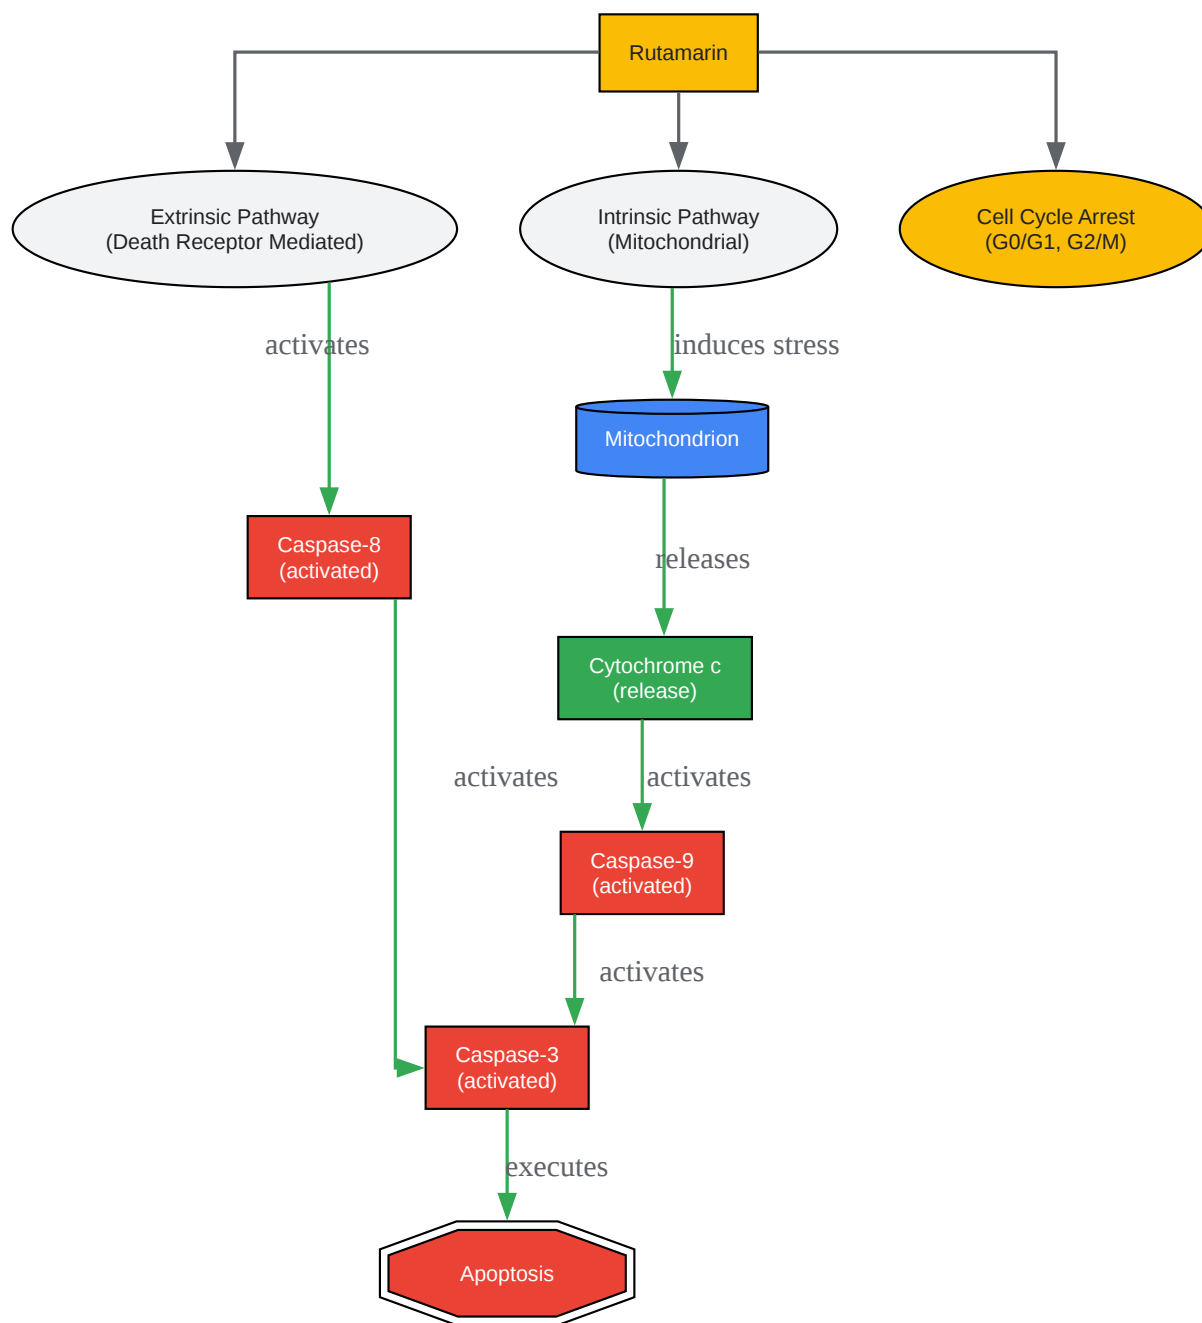 Rutamarin
Extrinsic Pathway
(Death Receptor Mediated)
Intrinsic Pathway
(Mitochondrial)
Cell Cycle Arrest
(G0/G1, G2/M)
activates
induces stress
Mitochondrion
Caspase-8
(activated)
releases
Cytochrome c
(release)
activates
activates
Caspase-9
(activated)
activates
Caspase-3
(activated)
executes
Apoptosis